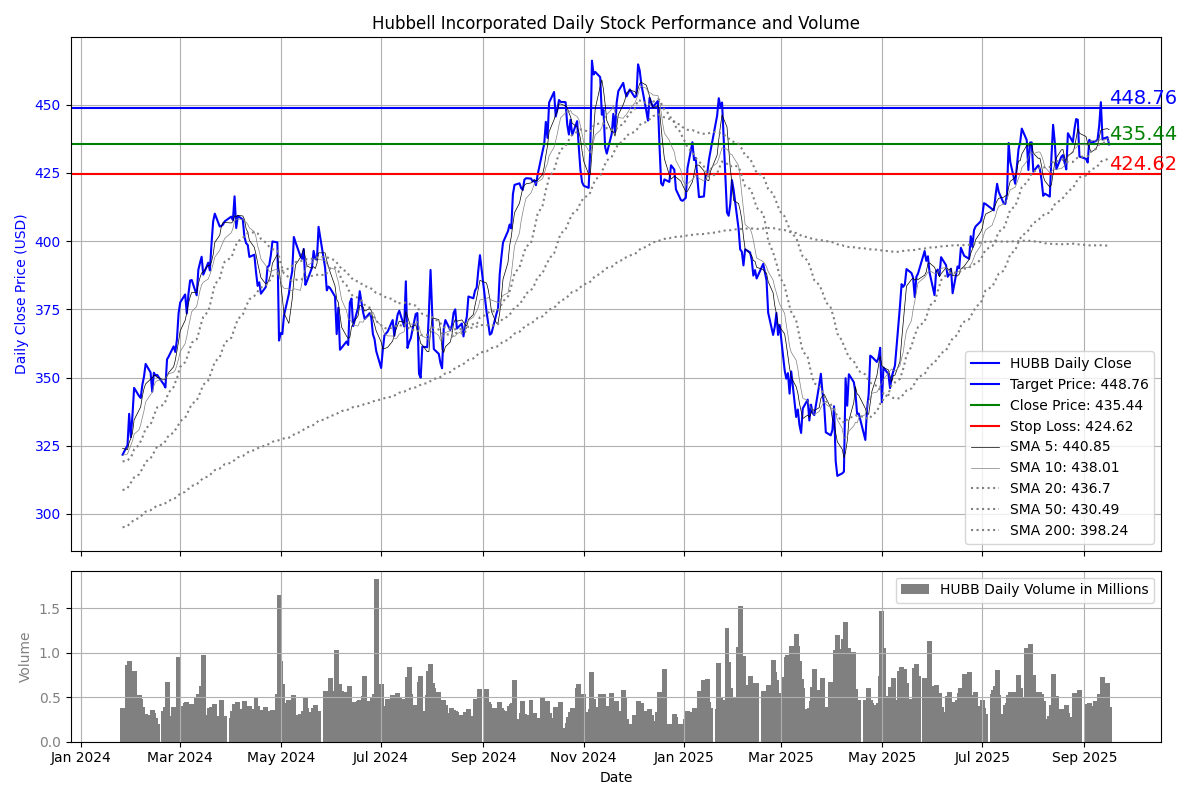 Hubbell Incorporated Daily Stock Performance and Volume
Daily Close Price (USD)
450
425
400
375
350
325
300
448.76
435.44
424.62
HUBB Daily Close
Target Price: 448.76
Close Price: 435.44
Stop Loss: 424.62
SMA 5: 440.85
SMA 10: 438.01
SMA 20: 436.7
SMA 50: 430.49
SMA 200: 398.24
Volume
1.5
1.0
0.5
0.0
HUBB Daily Volume in Millions
Jan 2024 Mar 2024 May 2024 Jul 2024 Sep 2024 Nov 2024 Jan 2025 Mar 2025 May 2025 Jul 2025 Sep 2025
Date